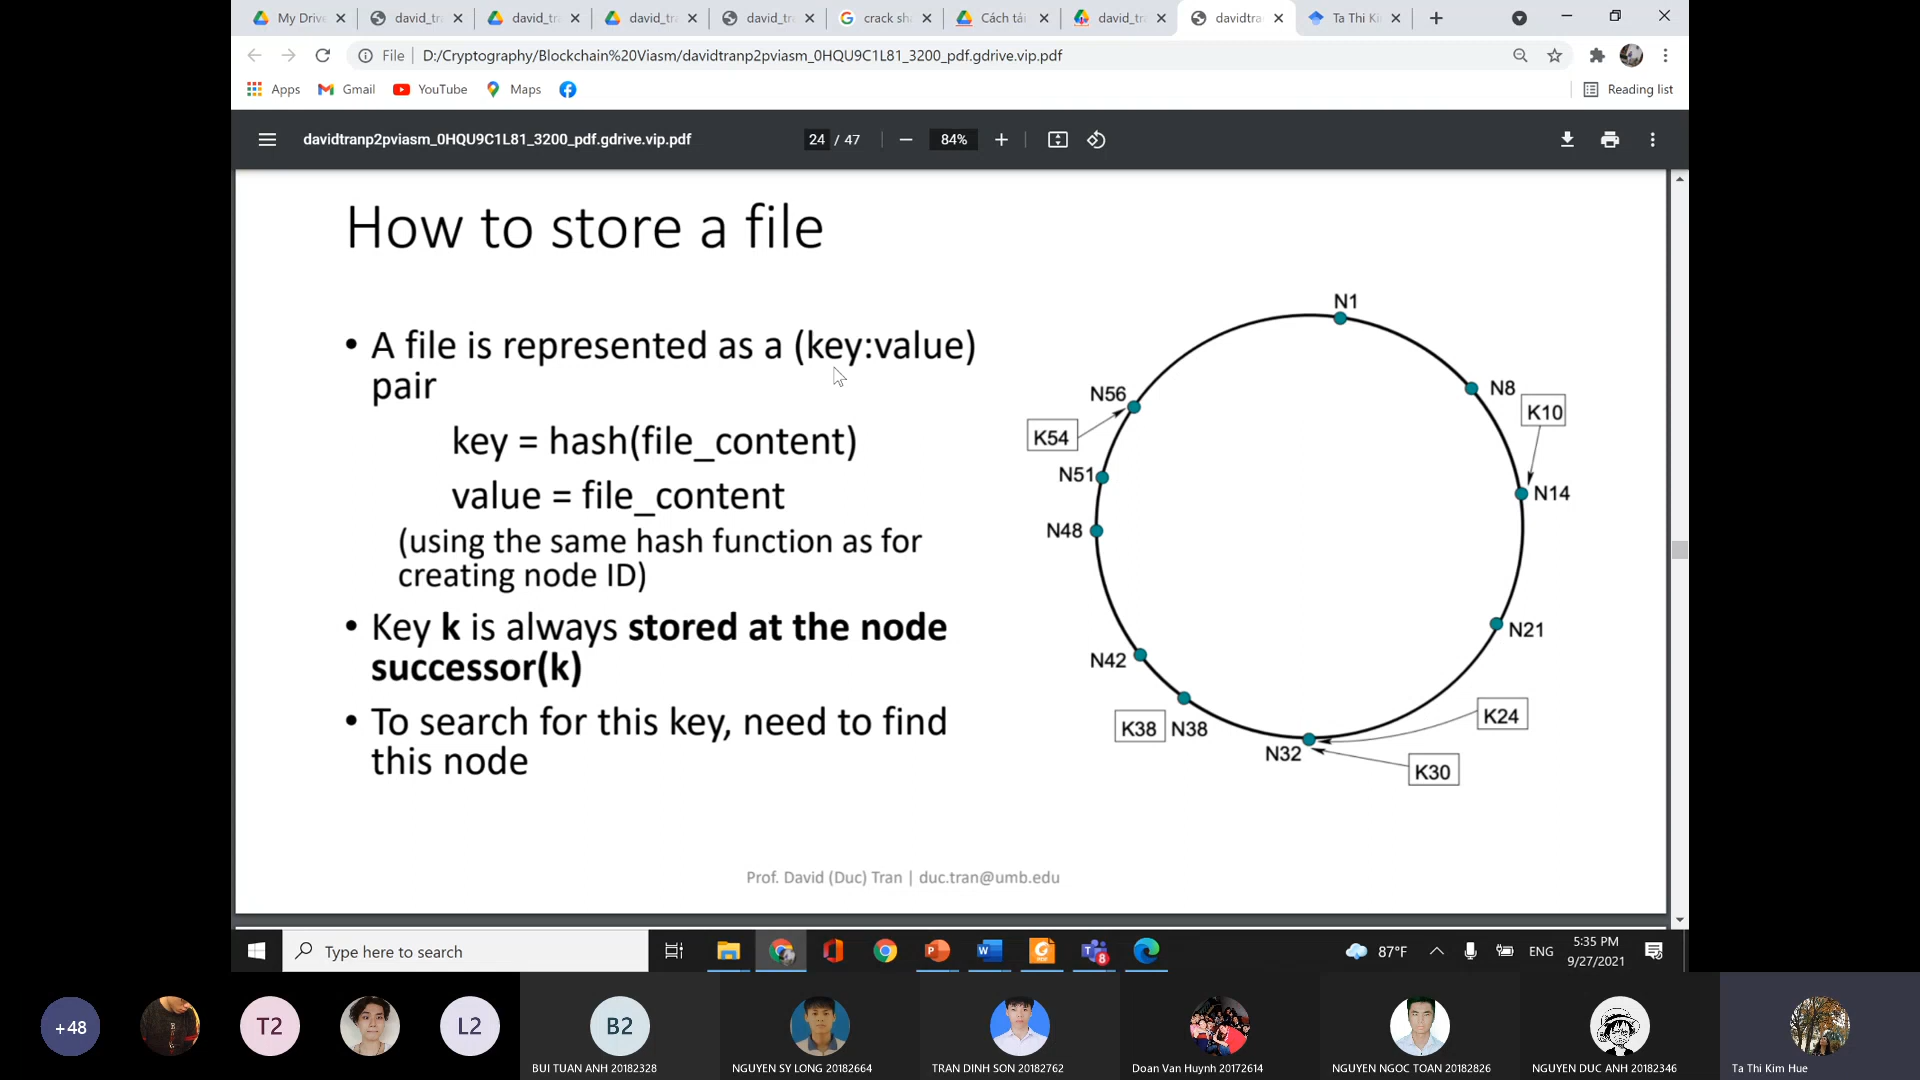 My Drive
david_tr
david_tr
david_tr
david_tr
crack sh
Cách tải
david_tr
davidtra
Ta Thi Ki
File
D:/Cryptography/Blockchain%20Viasm/davidtranp2pviasm_0HQU9C1L81_3200_pdf.gdrive.vip.pdf
Apps
Gmail
YouTube
Maps
Reading list
davidtranp2pviasm_0HQU9C1L81_3200_pdf.gdrive.vip.pdf
24 / 47
84%
How to store a file
• A file is represented as a (key:value)
pair
key = hash(file_content)
value = file_content
(using the same hash function as for
creating node ID)
• Key k is always stored at the node
successor(k)
• To search for this key, need to find
this node
N1
N8
K10
N14
N21
K24
K30
N32
N38
K38
N42
N48
N51
K54
N56
Prof. David (Duc) Tran | duc.tran@umb.edu
Type here to search
8
87°F
ENG
5:35 PM
9/27/2021
+48
T2
L2
B2
BUI TUAN ANH 20182328
NGUYEN SY LONG 20182664
TRAN DINH SON 20182762
Doan Van Huynh 20172614
NGUYEN NGOC TOAN 20182826
NGUYEN DUC ANH 20182346
Ta Thi Kim Hue